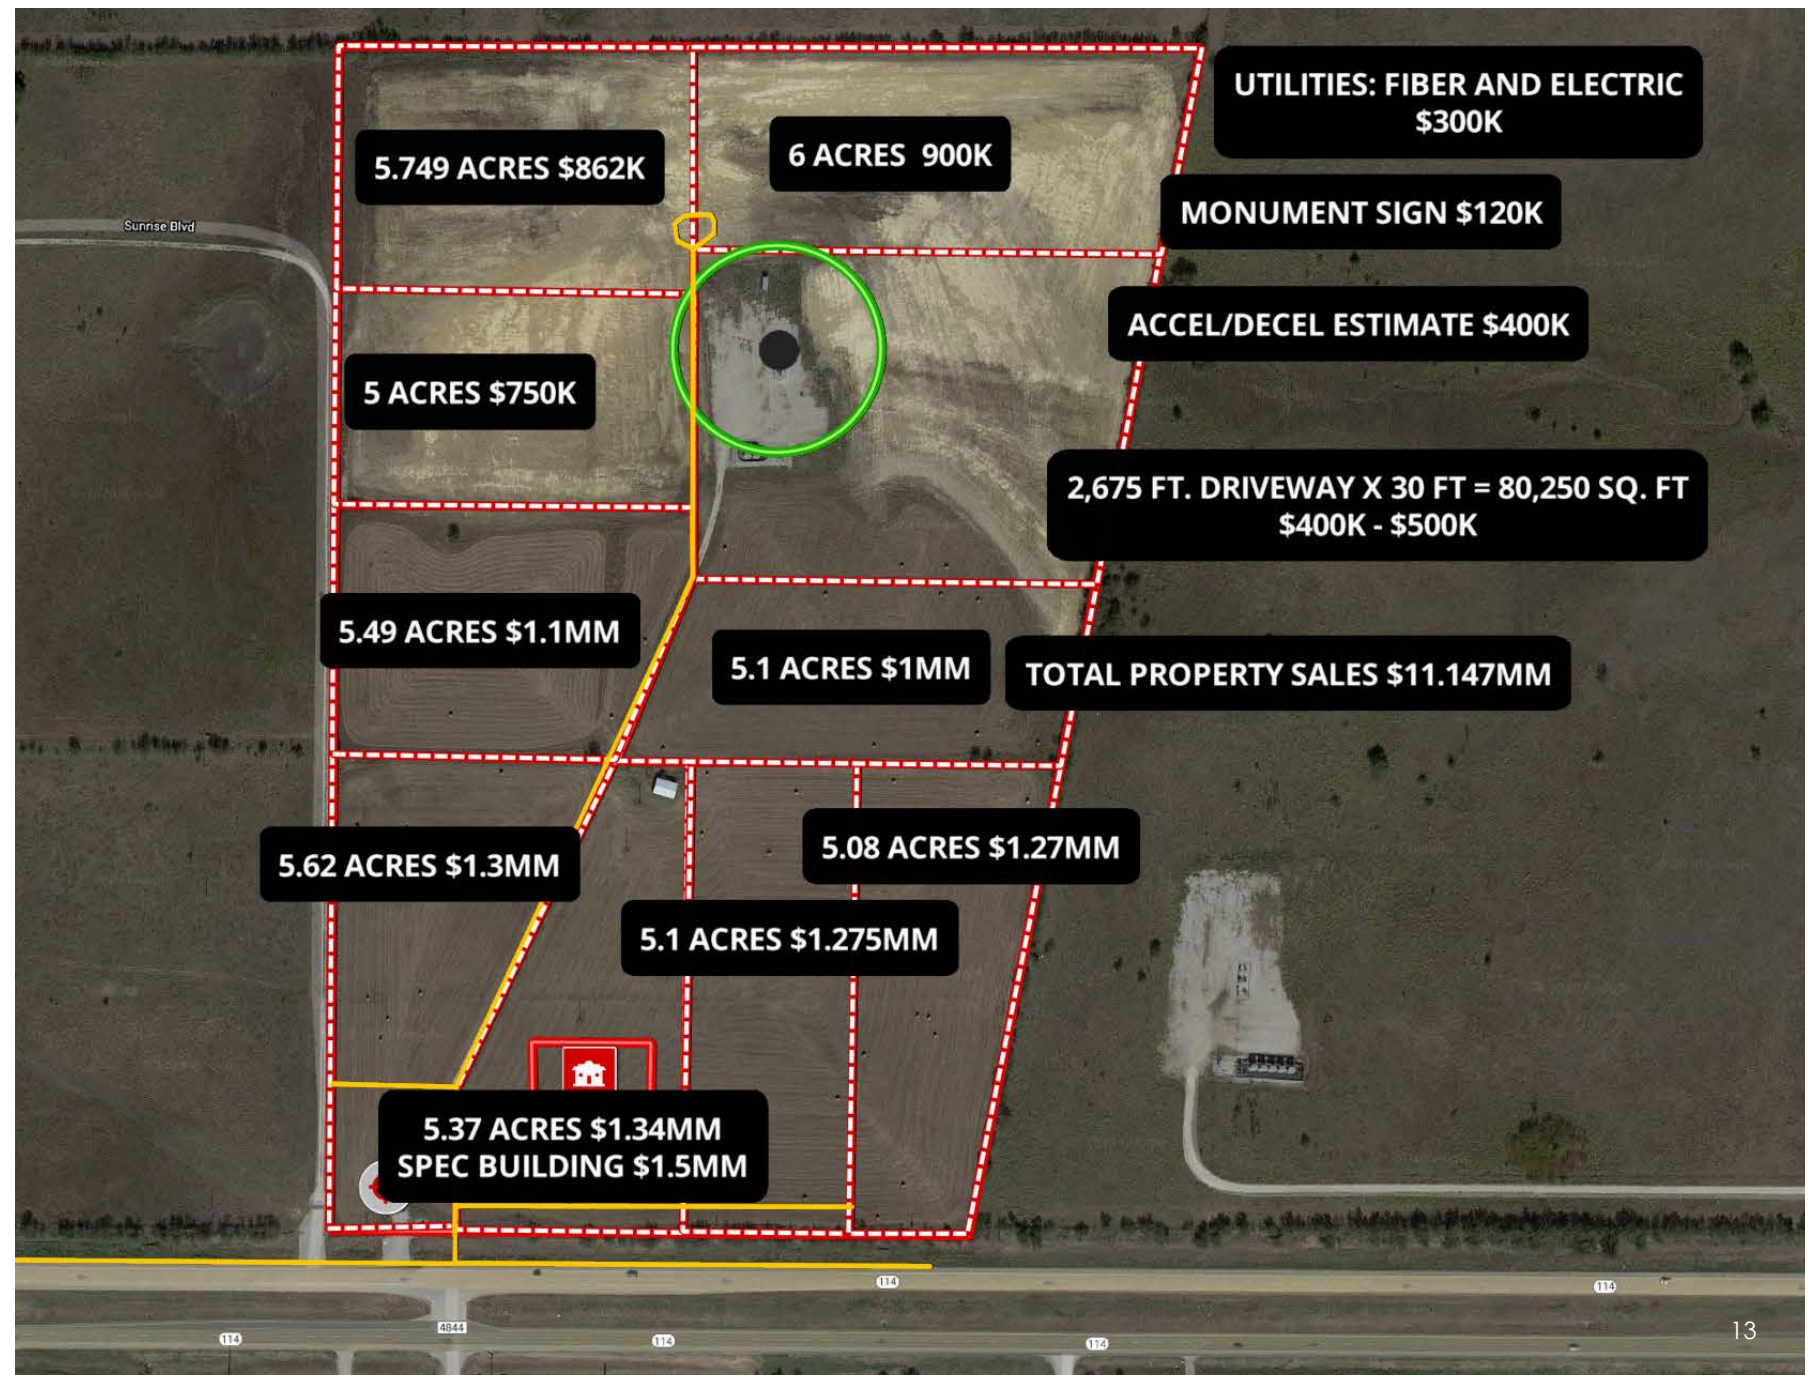 UTILITIES: FIBER AND ELECTRIC
$300K
5.749 ACRES $862K
6 ACRES 900K
MONUMENT SIGN $120K
Sunrise Blvd
ACCEL/DECEL ESTIMATE $400K
5 ACRES $750K
2,675 FT. DRIVEWAY X 30 FT = 80,250 SQ. FT
$400K - $500K
5.49 ACRES $1.1MM
5.1 ACRES $1MM
TOTAL PROPERTY SALES $11.147MM
5.08 ACRES $1.27MM
5.62 ACRES $1.3MM
5.1 ACRES $1.275MM
5.37 ACRES $1.34MM
SPEC BUILDING $1.5MM
114
114
4844
114
114
114
13